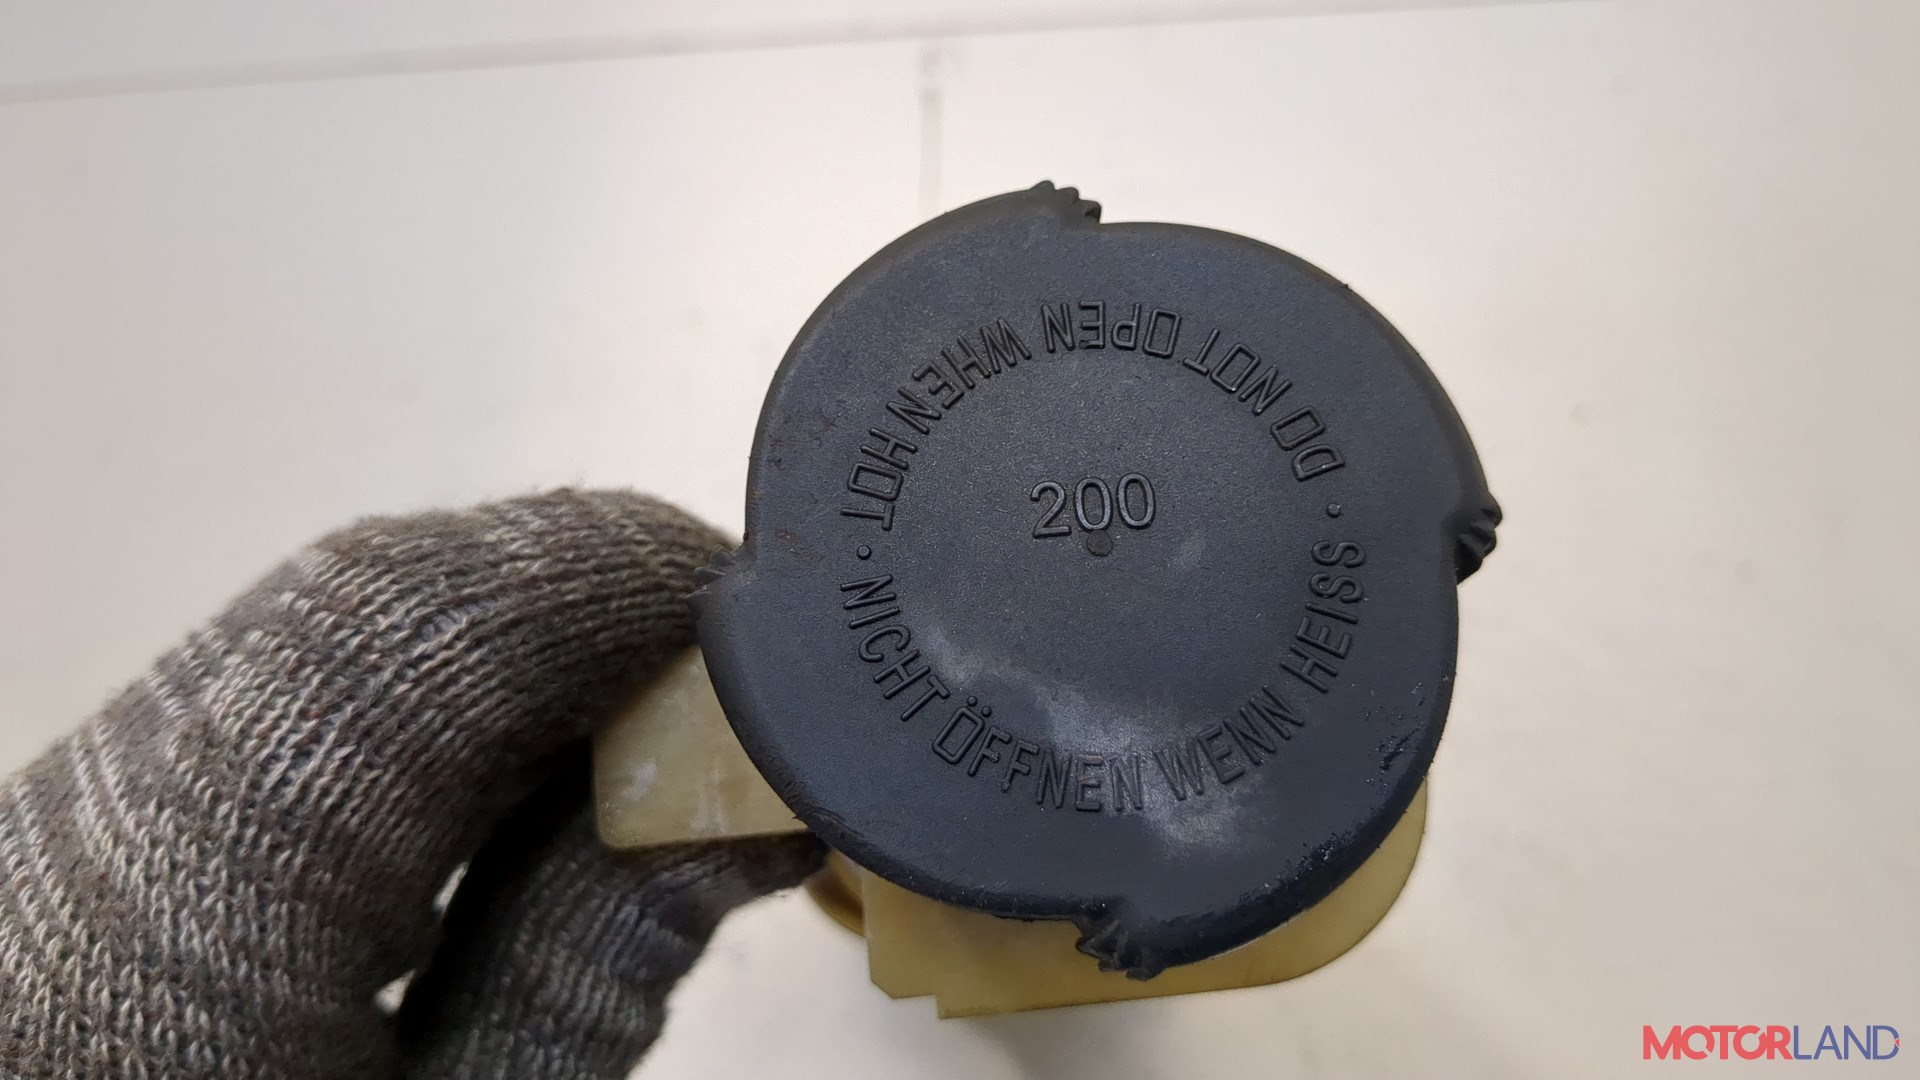 DO NOT OPEN WHEN HOT
200
NICHT ÖFFNEN WENN HEISS
MOTORLAND